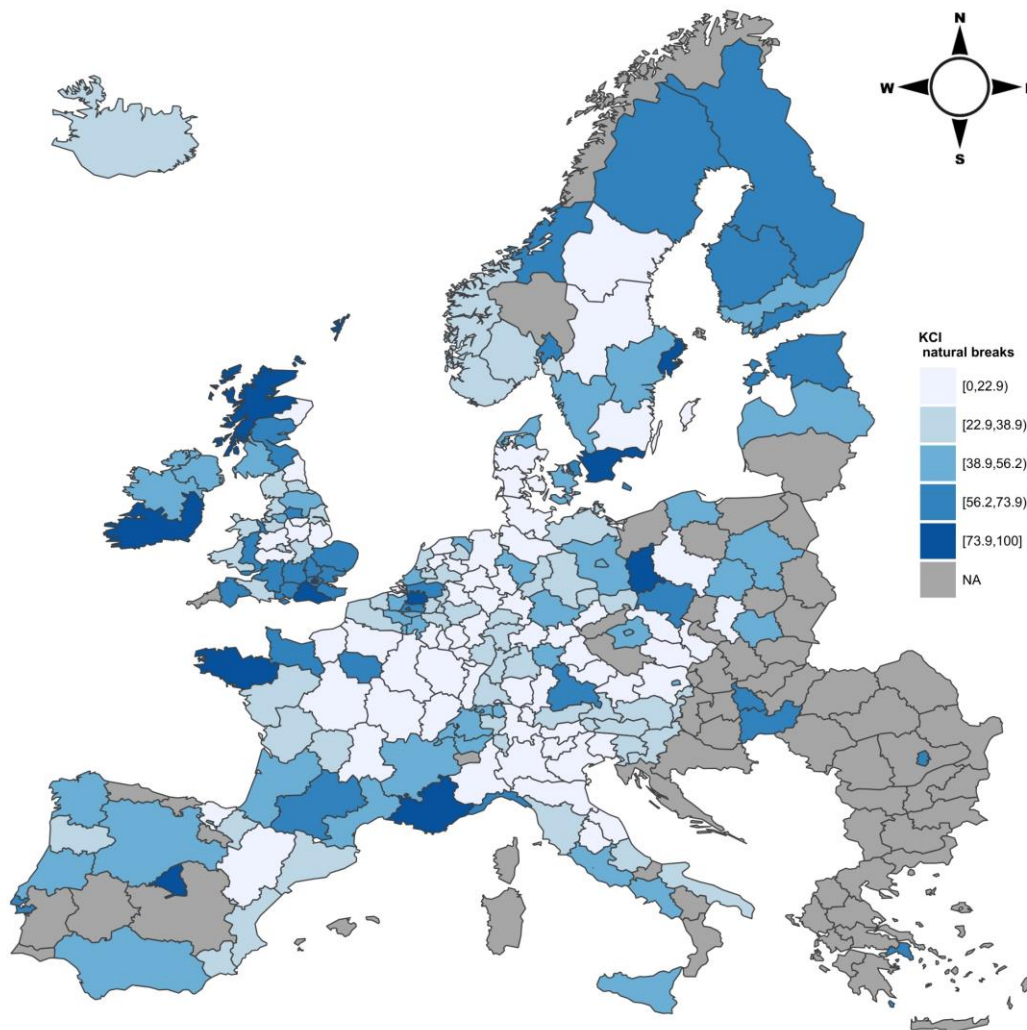 N
W
S
KCI
natural breaks
[0,22.9)
[22.9,38.9)
[38.9,56.2)
[56.2,73.9)
[73.9,100]
NA